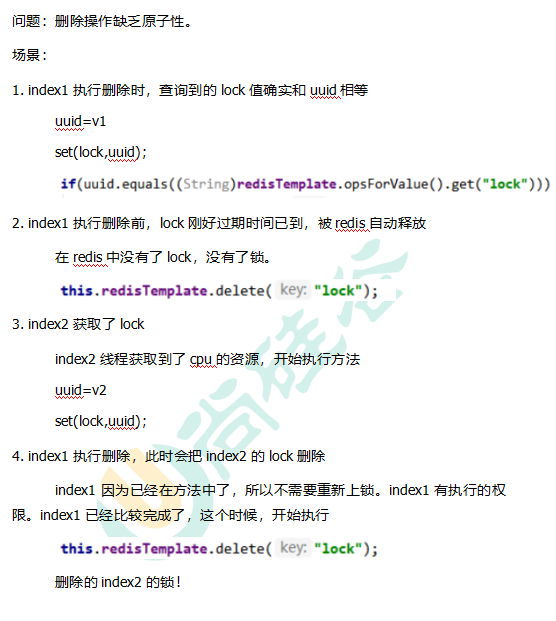 问题：删除操作缺乏原子性。
场景：
1. index1 执行删除时，查询到的 lock 值确实和 uuid 相等
uuid=v1
set(lock,uuid)；
if(uuid.equals((String)redisTemplate.opsForValue().get("lock")))
2. index1 执行删除前，lock 刚好过期时间已到，被 redis 自动释放
在 redis 中没有了 lock，没有了锁。
this.redisTemplate.delete( key: "lock");
3. index2 获取了 lock
index2 线程获取到了 cpu 的资源，开始执行方法
uuid=v2
set(lock,uuid)；
4. index1 执行删除，此时会把 index2 的 lock 删除
index1 因为已经在方法中了，所以不需要重新上锁。index1 有执行的权
限。index1 已经比较完成了，这个时候，开始执行
this.redisTemplate.delete( key: "lock");
删除的 index2 的锁！
尚硅谷